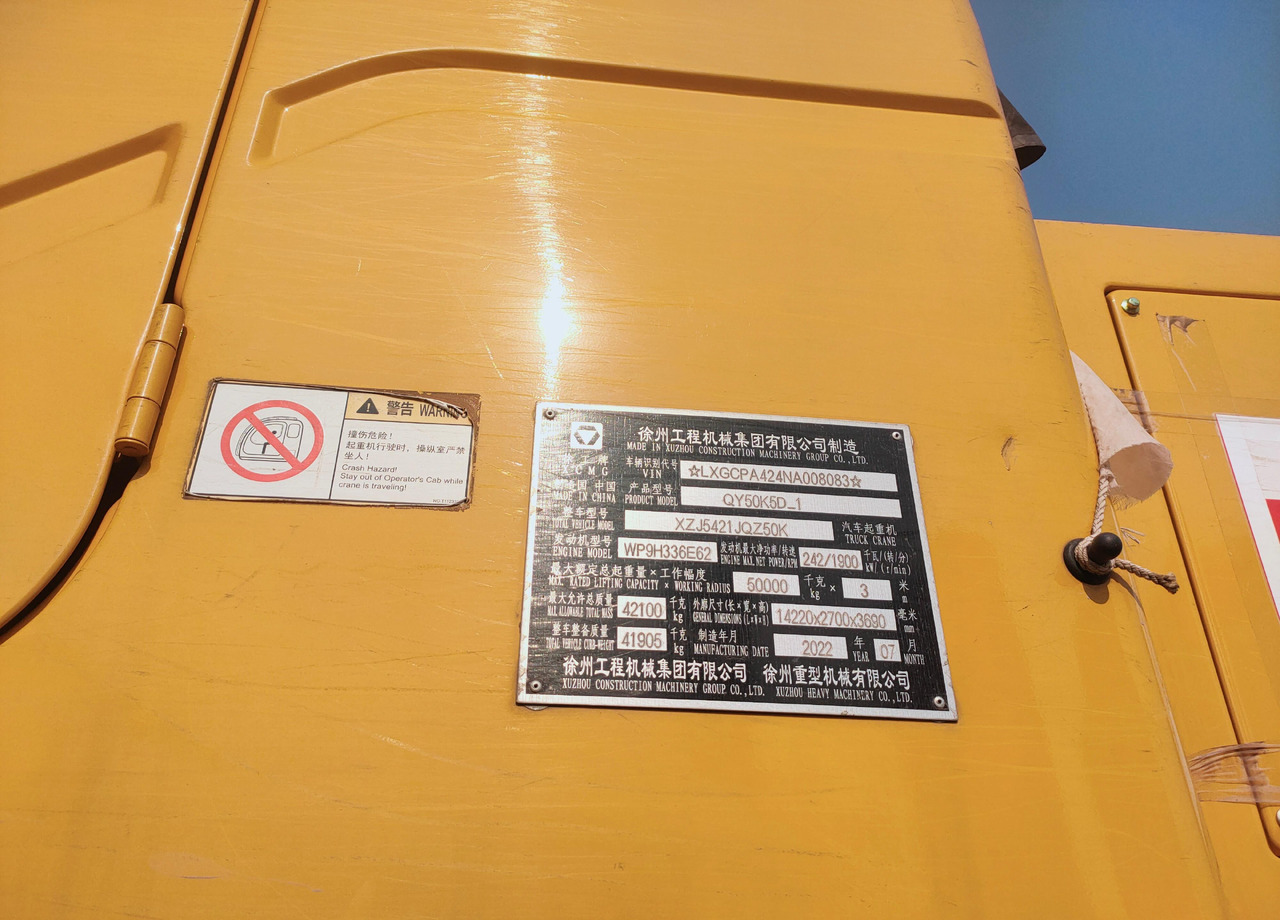 警告 WARNING
撞伤危险！
起重机行驶时，操纵室严禁
坐人！
Crash Hazard!
Stay out of Operator's Cab while
crane is traveling!
徐州工程机械集团有限公司制造
MADE IN XUZHOU CONSTRUCTION MACHINERY GROUP CO.,LTD.
牌 车辆识别代号
XCMG VIN ☆LXGCPA424NA008083☆
中国 产品型号
MADE IN CHINA PRODUCT MODEL QY50K5D_1
整车型号
TOTAL VEHICLE MODEL XZJ5421JQZ50K 汽车起重机
TRUCK CRANE
发动机型号 发动机最大净功率/转速 千瓦/(转/分)
ENGINE MODEL WP9H336E62 ENGINE MAX.NET POWER/RPM 242/1900 kW/(r/min)
最大额定总起重量×工作幅度 千克 米
MAX. RATED LIFTING CAPACITY × WORKING RADIUS 50000 kg × 3 m
最大允许总质量 千克 外廓尺寸(长×宽×高) 毫米
MAX.ALLOWABLE TOTAL MASS 42100 kg GENERAL DIMENSIONS (L×W×H) 14220x2700x3690 mm
整车整备质量 千克 制造年月 年 月
TOTAL VEHICLE CURB-WEIGHT 41905 kg MANUFACTURING DATE 2022 YEAR 07 MONTH
徐州工程机械集团有限公司 徐州重型机械有限公司
XUZHOU CONSTRUCTION MACHINERY GROUP CO.,LTD. XUZHOU HEAVY MACHINERY CO.,LTD.